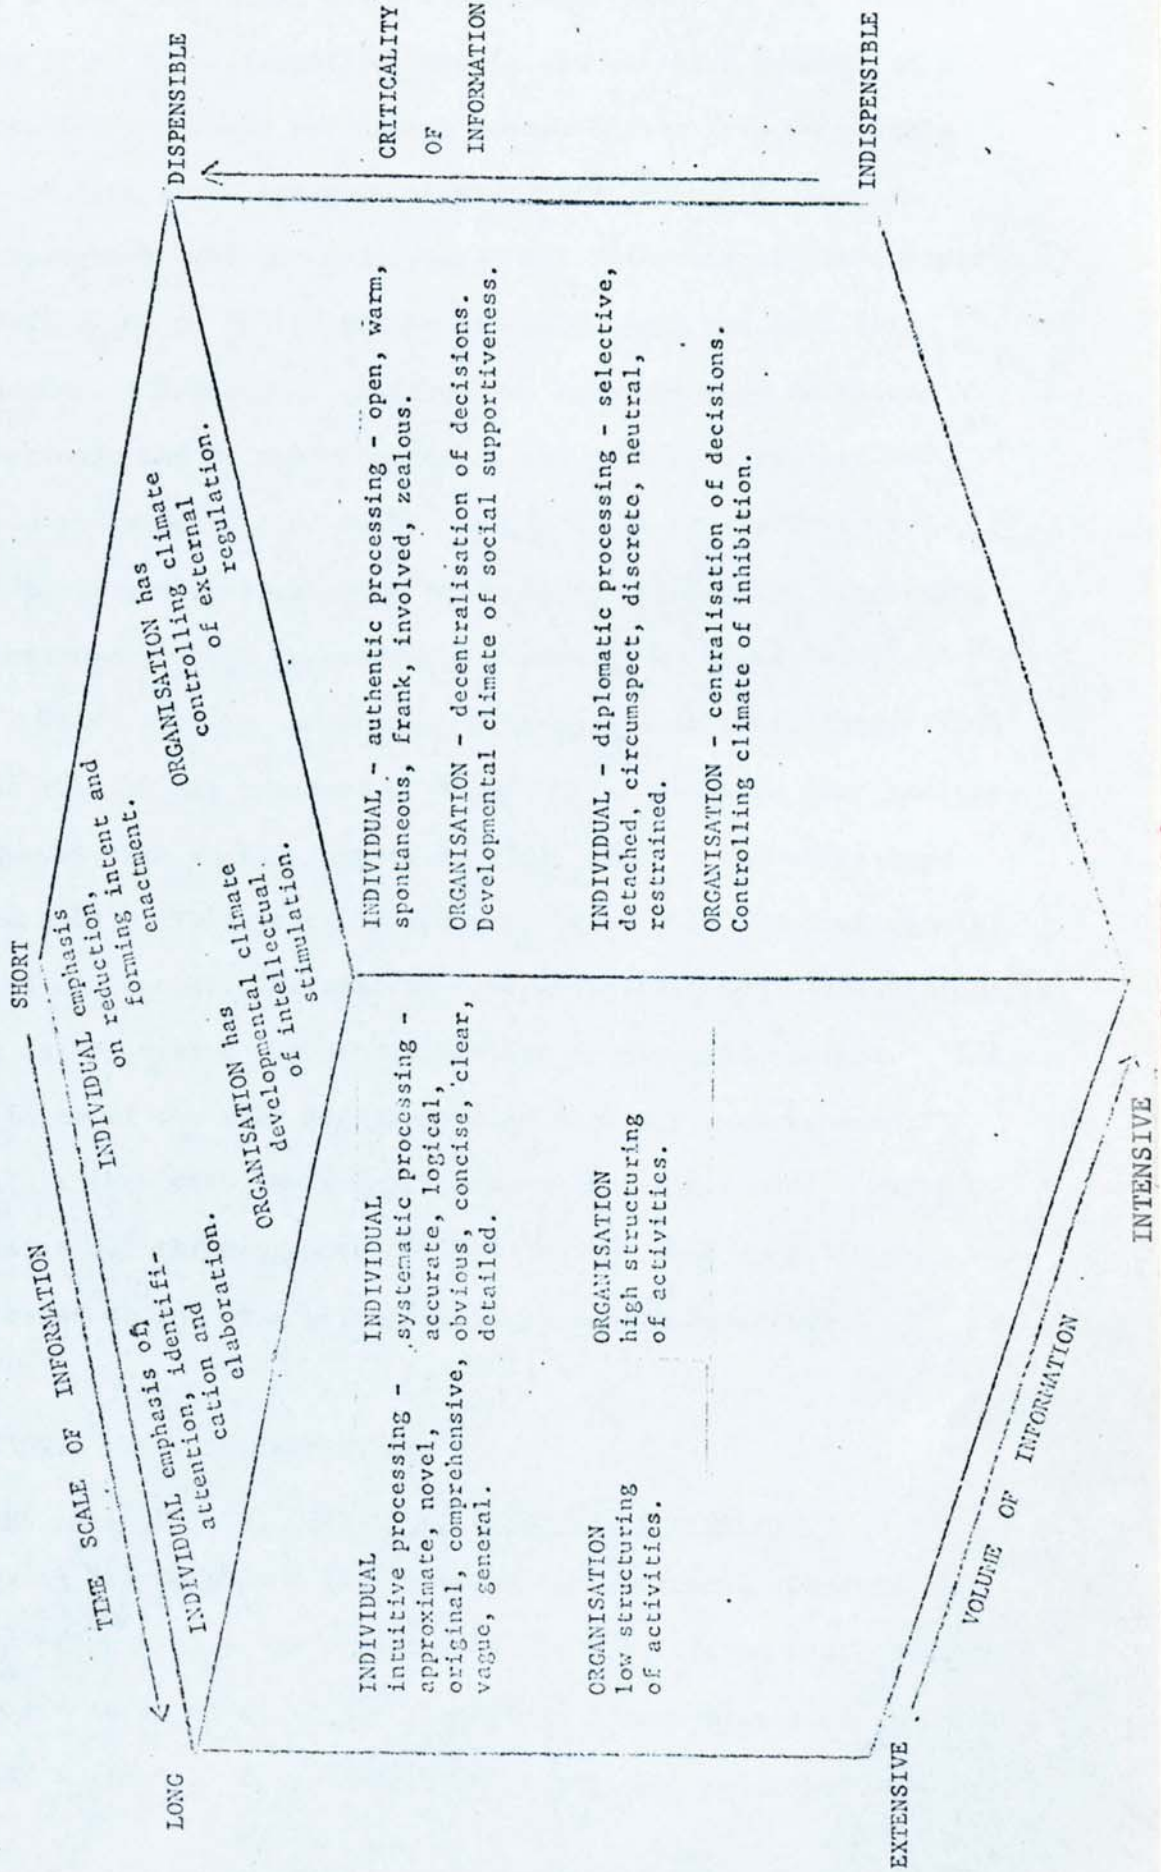 TIME SCALE OF INFORMATION
SHORT
LONG
INDIVIDUAL emphasis on
attention, identifi-
cation and
elaboration.
INDIVIDUAL emphasis
on reduction, and
forming intent and
enactment.
ORGANISATION has climate
developmental climate
of intellectual
stimulation.
ORGANISATION has
controlling climate
of external
regulation.
DISPENSIBLE
CRITICALITY
OF
INFORMATION
INDISPENSIBLE
INDIVIDUAL
intuitive processing -
approximate, novel,
original, comprehensive,
vague, general.
ORGANISATION
low structuring
of activities.
INDIVIDUAL
systematic processing -
accurate, logical,
obvious, concise, clear,
detailed.
ORGANISATION
high structuring
of activities.
INDIVIDUAL - authentic processing - open, warm,
spontaneous, frank, involved, zealous.
ORGANISATION - decentralisation of decisions.
Developmental climate of social supportiveness.
INDIVIDUAL - diplomatic processing - selective,
detached, circumspect, discrete, neutral,
restrained.
ORGANISATION - centralisation of decisions.
Controlling climate of inhibition.
EXTENSIVE
VOLUME OF INFORMATION
INTENSIVE